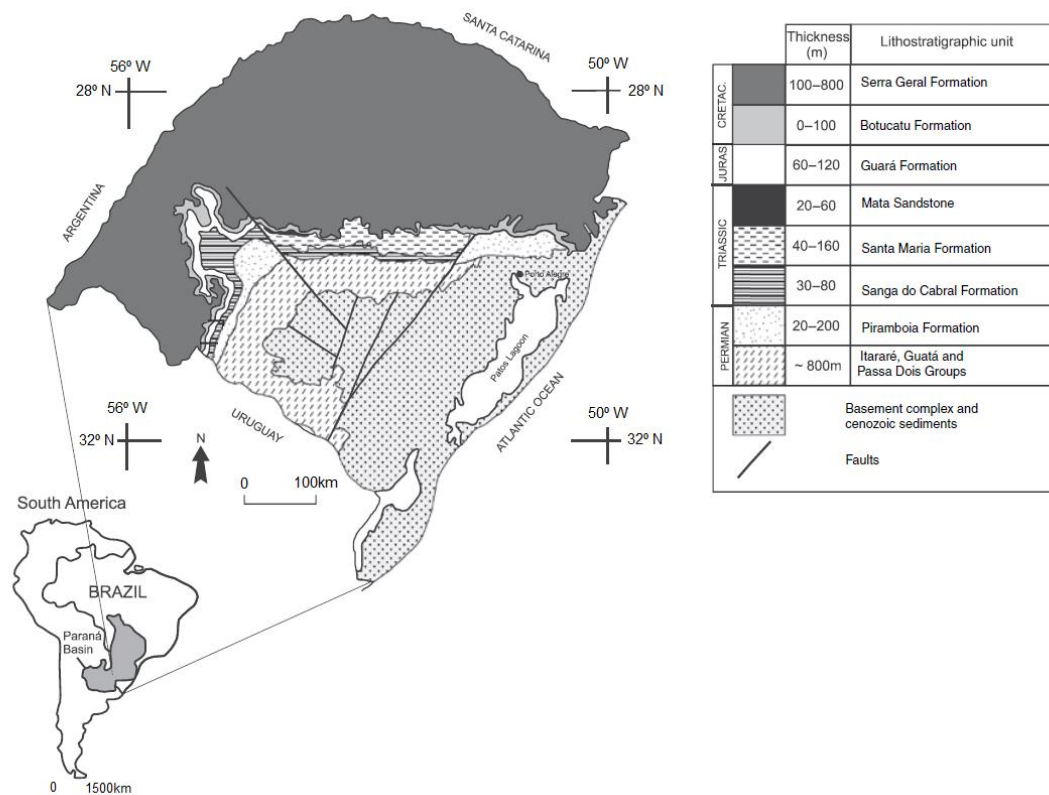 SANTA CATARINA
56º W
28º N
50º W
28º N
ARGENTINA
Porto Alegre
Patos Lagoon
ATLANTIC OCEAN
URUGUAY
56º W
32º N
50º W
32º N
N
0 100km
South America
BRAZIL
Paraná
Basin
0 1500km
Thickness
(m)
Lithostratigraphic unit
CRETAC.
100–800 Serra Geral Formation
0–100 Botucatu Formation
JURAS
60–120 Guará Formation
TRIASSIC
20–60 Mata Sandstone
40–160 Santa Maria Formation
30–80 Sanga do Cabral Formation
PERMIAN
20–200 Piramboia Formation
~ 800m Itararé, Guatá and
Passa Dois Groups
Basement complex and
cenozoic sediments
Faults